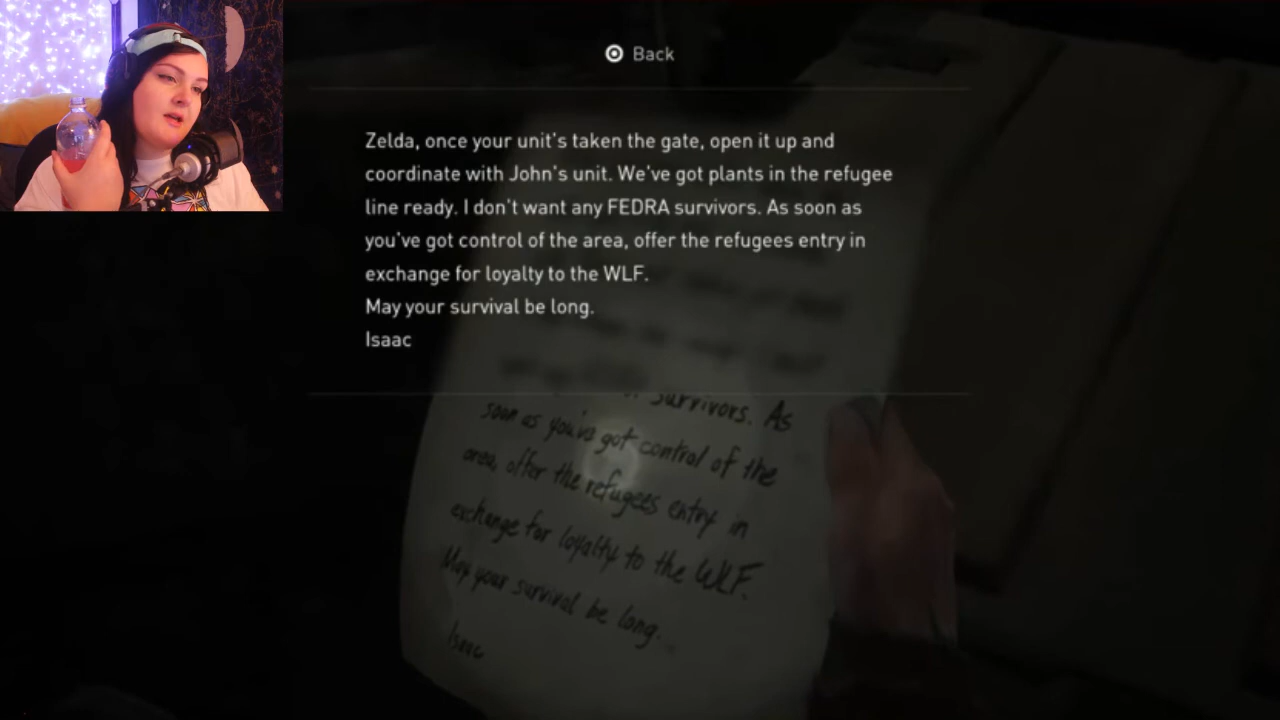 Back
Zelda, once your unit's taken the gate, open it up and
coordinate with John's unit. We've got plants in the refugee
line ready. I don't want any FEDRA survivors. As soon as
you've got control of the area, offer the refugees entry in
exchange for loyalty to the WLF.
May your survival be long.
Isaac
survivors. As
soon as you've got control of the
area, offer the refugees entry in
exchange for loyalty to the WLF.
May your survival be long.
Isaac